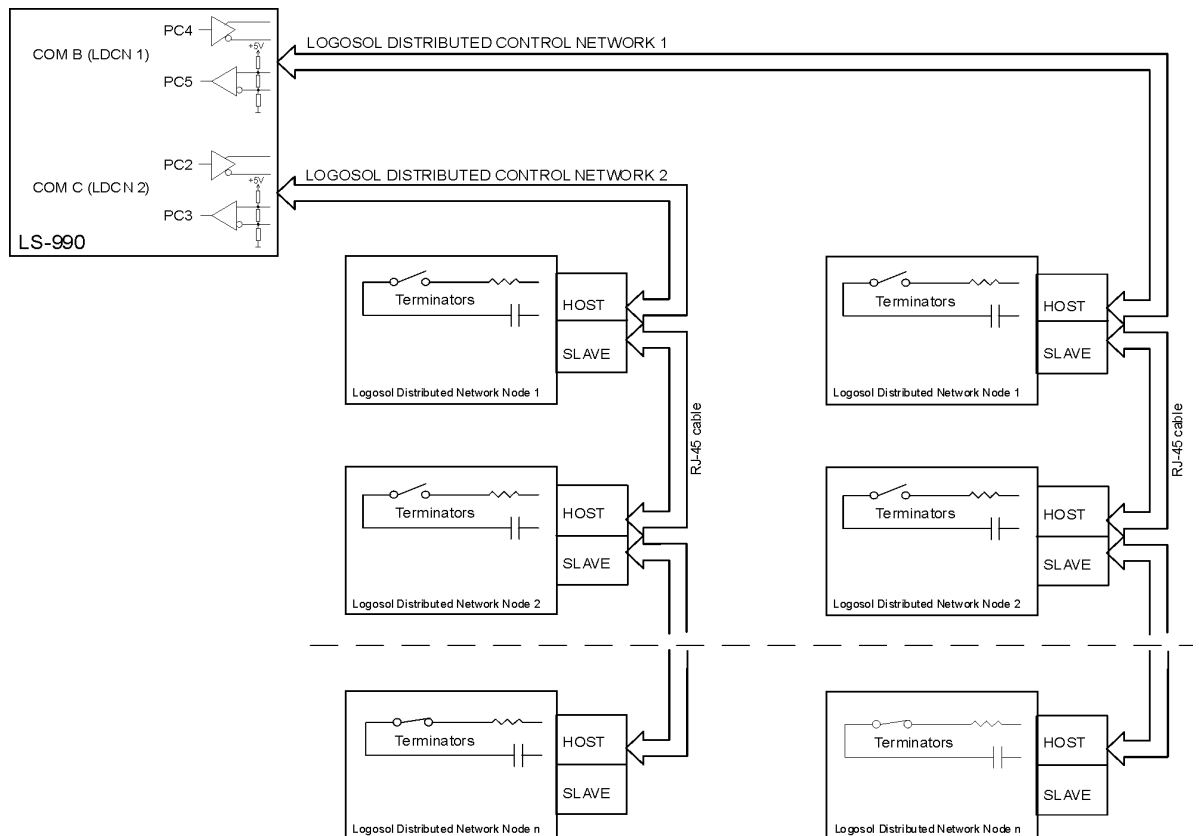 PC4
COM B (LDCN 1)
+5V
PC5
LOGOSOL DISTRIBUTED CONTROL NETWORK 1
PC2
COM C (LDCN 2)
+5V
PC3
LS-990
LOGOSOL DISTRIBUTED CONTROL NETWORK 2
Terminators
HOST
SLAVE
Logosol Distributed Network Node 1
Terminators
HOST
SLAVE
Logosol Distributed Network Node 1
RJ-45 cable
RJ-45 cable
Terminators
HOST
SLAVE
Logosol Distributed Network Node 2
Terminators
HOST
SLAVE
Logosol Distributed Network Node 2
Terminators
HOST
SLAVE
Logosol Distributed Network Node n
Terminators
HOST
SLAVE
Logosol Distributed Network Node n